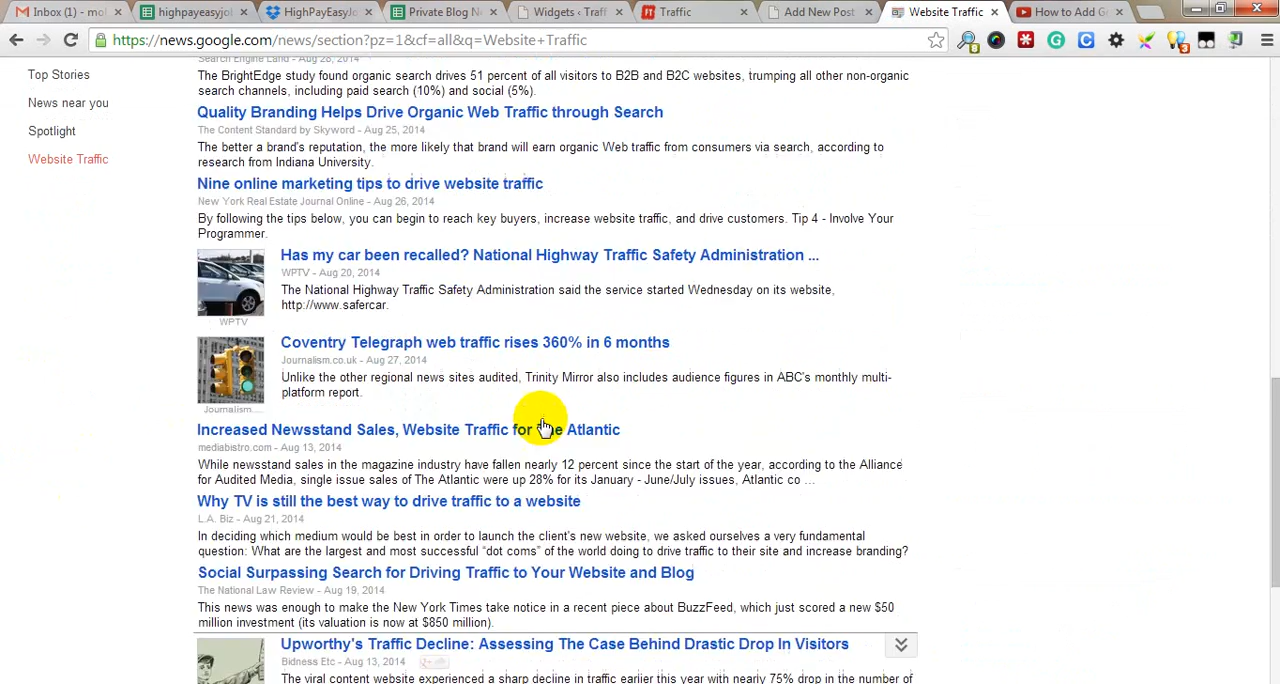 Inbox (1) - mol
highpayeasyjob
HighPayEasyJo
Private Blog N
Widgets ‹ Traff
Traffic
Add New Post
Website Traffic
How to Add G
https://news.google.com/news/section?pz=1&cf=all&q=Website+Traffic
Top Stories
News near you
Spotlight
Website Traffic
Search Engine Land - Aug 28, 2014
The BrightEdge study found organic search drives 51 percent of all visitors to B2B and B2C websites, trumping all other non-organic
search channels, including paid search (10%) and social (5%).
Quality Branding Helps Drive Organic Web Traffic through Search
The Content Standard by Skyword - Aug 25, 2014
The better a brand's reputation, the more likely that brand will earn organic Web traffic from consumers via search, according to
research from Indiana University.
Nine online marketing tips to drive website traffic
New York Real Estate Journal Online - Aug 26, 2014
By following the tips below, you can begin to reach key buyers, increase website traffic, and drive customers. Tip 4 - Involve Your
Programmer.
Has my car been recalled? National Highway Traffic Safety Administration ...
WPTV - Aug 20, 2014
The National Highway Traffic Safety Administration said the service started Wednesday on its website,
http://www.safercar.
WPTV
Coventry Telegraph web traffic rises 360% in 6 months
Journalism.co.uk - Aug 27, 2014
Unlike the other regional news sites audited, Trinity Mirror also includes audience figures in ABC's monthly multi-
platform report.
Journalism....
Increased Newsstand Sales, Website Traffic for The Atlantic
mediabistro.com - Aug 13, 2014
While newsstand sales in the magazine industry have fallen nearly 12 percent since the start of the year, according to the Alliance
for Audited Media, single issue sales of The Atlantic were up 28% for its January - June/July issues, Atlantic co ...
Why TV is still the best way to drive traffic to a website
L.A. Biz - Aug 21, 2014
In deciding which medium would be best in order to launch the client's new website, we asked ourselves a very fundamental
question: What are the largest and most successful "dot coms" of the world doing to drive traffic to their site and increase branding?
Social Surpassing Search for Driving Traffic to Your Website and Blog
The National Law Review - Aug 19, 2014
This news was enough to make the New York Times take notice in a recent piece about BuzzFeed, which just scored a new $50
million investment (its valuation is now at $850 million).
Upworthy's Traffic Decline: Assessing The Case Behind Drastic Drop In Visitors
Bidness Etc - Aug 13, 2014
The viral content website experienced a sharp decline in traffic earlier this year with nearly 75% drop in the number of